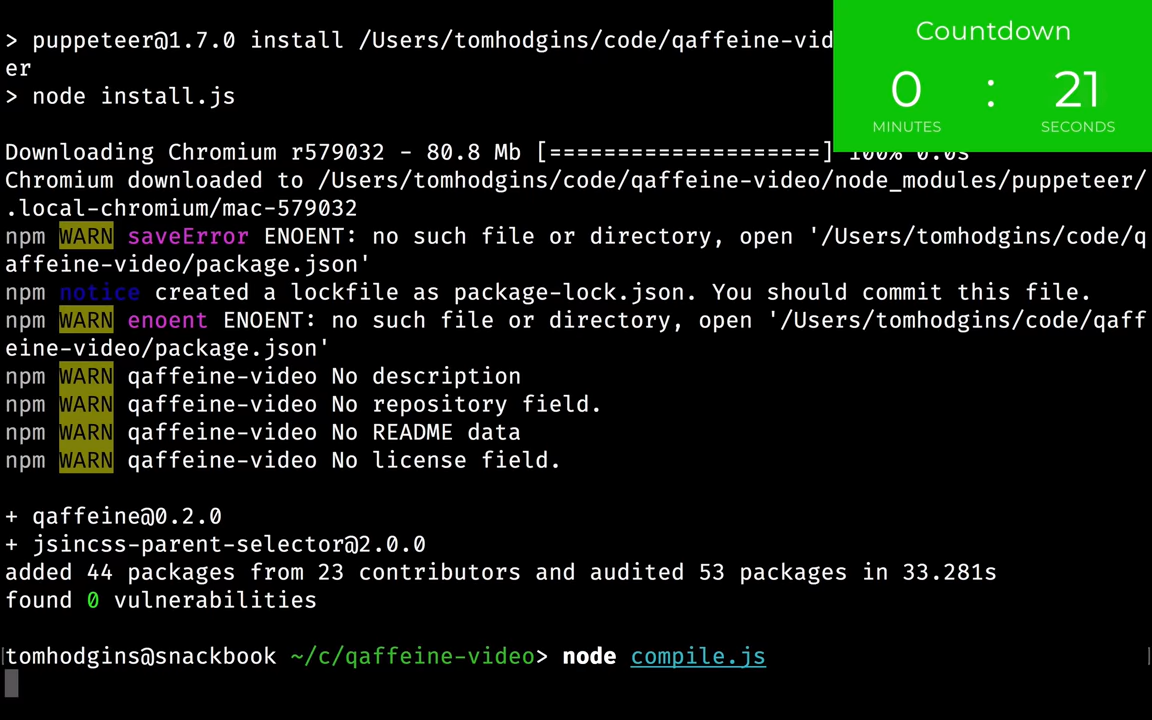 > puppeteer@1.7.0 install /Users/tomhodgins/code/qaffeine-vid
er
> node install.js
Countdown
0 : 21
MINUTES SECONDS
Downloading Chromium r579032 - 80.8 Mb [====================] 100% 0.0s
Chromium downloaded to /Users/tomhodgins/code/qaffeine-video/node_modules/puppeteer/
.local-chromium/mac-579032
npm WARN saveError ENOENT: no such file or directory, open '/Users/tomhodgins/code/q
affeine-video/package.json'
npm notice created a lockfile as package-lock.json. You should commit this file.
npm WARN enoent ENOENT: no such file or directory, open '/Users/tomhodgins/code/qaff
eine-video/package.json'
npm WARN qaffeine-video No description
npm WARN qaffeine-video No repository field.
npm WARN qaffeine-video No README data
npm WARN qaffeine-video No license field.
+ qaffeine@0.2.0
+ jsincss-parent-selector@2.0.0
added 44 packages from 23 contributors and audited 53 packages in 33.281s
found 0 vulnerabilities
tomhodgins@snackbook ~/c/qaffeine-video> node compile.js